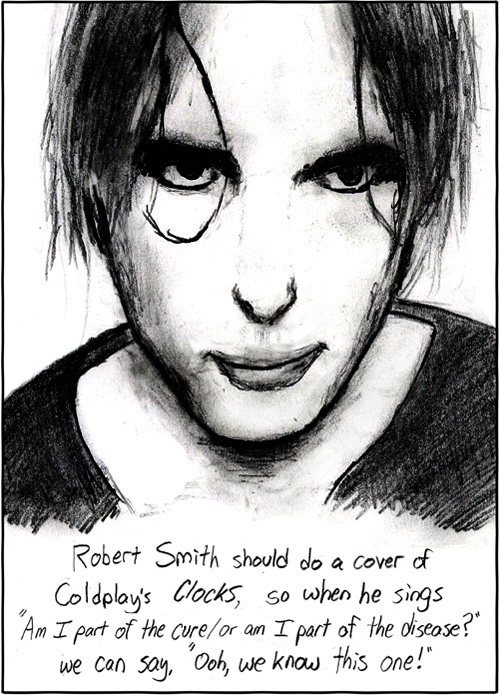 Robert Smith should do a cover of
Coldplay's Clocks, so when he sings
"Am I part of the cure/or am I part of the disease?"
we can say, "Ooh, we know this one!"